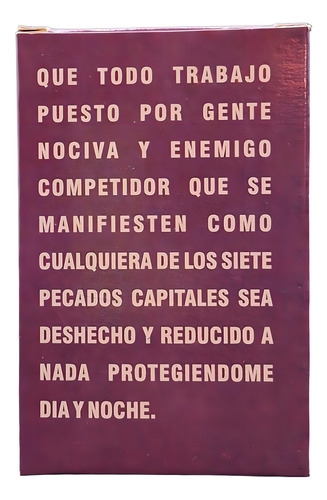 QUE TODO TRABAJO
PUESTO POR GENTE
NOCIVA Y ENEMIGO
COMPETIDOR QUE SE
MANIFIESTEN COMO
CUALQUIERA DE LOS SIETE
PECADOS CAPITALES SEA
DESHECHO Y REDUCIDO A
NADA PROTEGIENDOME
DIA Y NOCHE.